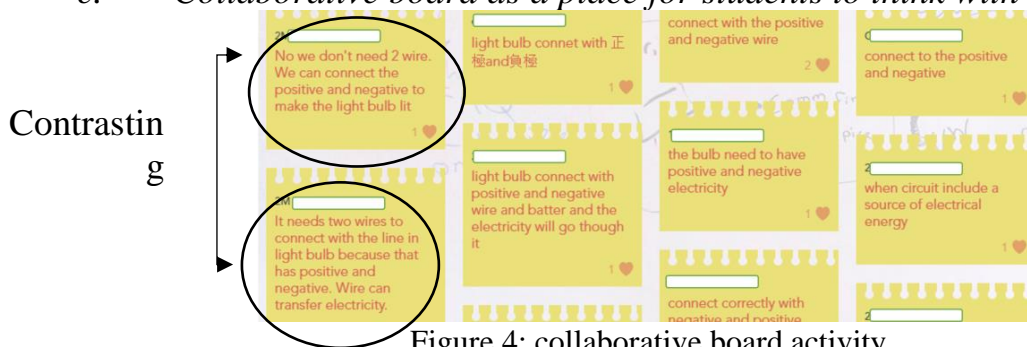 Collaborative board as a place for students to think with
Contrastin
g
No we don't need 2 wire.
We can connect the
positive and negative to
make the light bulb lit
1
2M
It needs two wires to
connect with the line in
light bulb because that
has positive and
negative. Wire can
transfer electricity.
light bulb connet with 正
極and負極
1
light bulb connect with
positive and negative
wire and batter and the
electricity will go though
it
1
connect with the positive
and negative wire
2
the bulb need to have
positive and negative
electricity
1
connect correctly with
negative and positive
connect to the positive
and negative
1
2
when circuit include a
source of electrical
energy
1
2
Figure 4: collaborative board activity